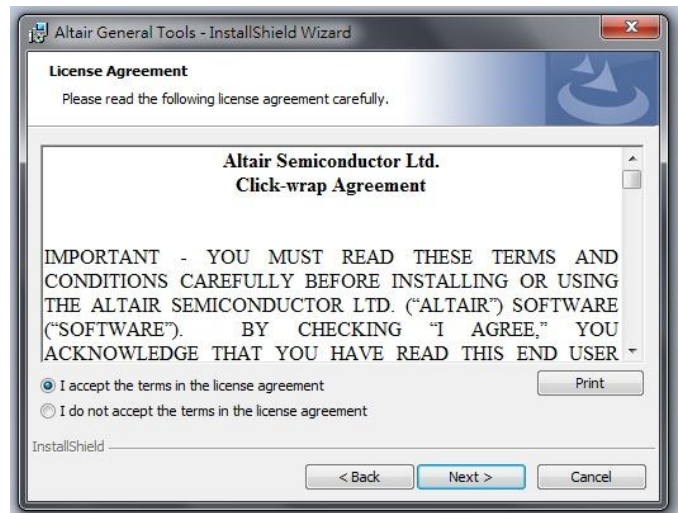 Altair General Tools - InstallShield Wizard
License Agreement
Please read the following license agreement carefully.
Altair Semiconductor Ltd.
Click-wrap Agreement
IMPORTANT - YOU MUST READ THESE TERMS AND
CONDITIONS CAREFULLY BEFORE INSTALLING OR USING
THE ALTAIR SEMICONDUCTOR LTD. (“ALTAIR”) SOFTWARE
(“SOFTWARE”). BY CHECKING “I AGREE,” YOU
ACKNOWLEDGE THAT YOU HAVE READ THIS END USER
I accept the terms in the license agreement
Print
I do not accept the terms in the license agreement
InstallShield
< Back Next > Cancel